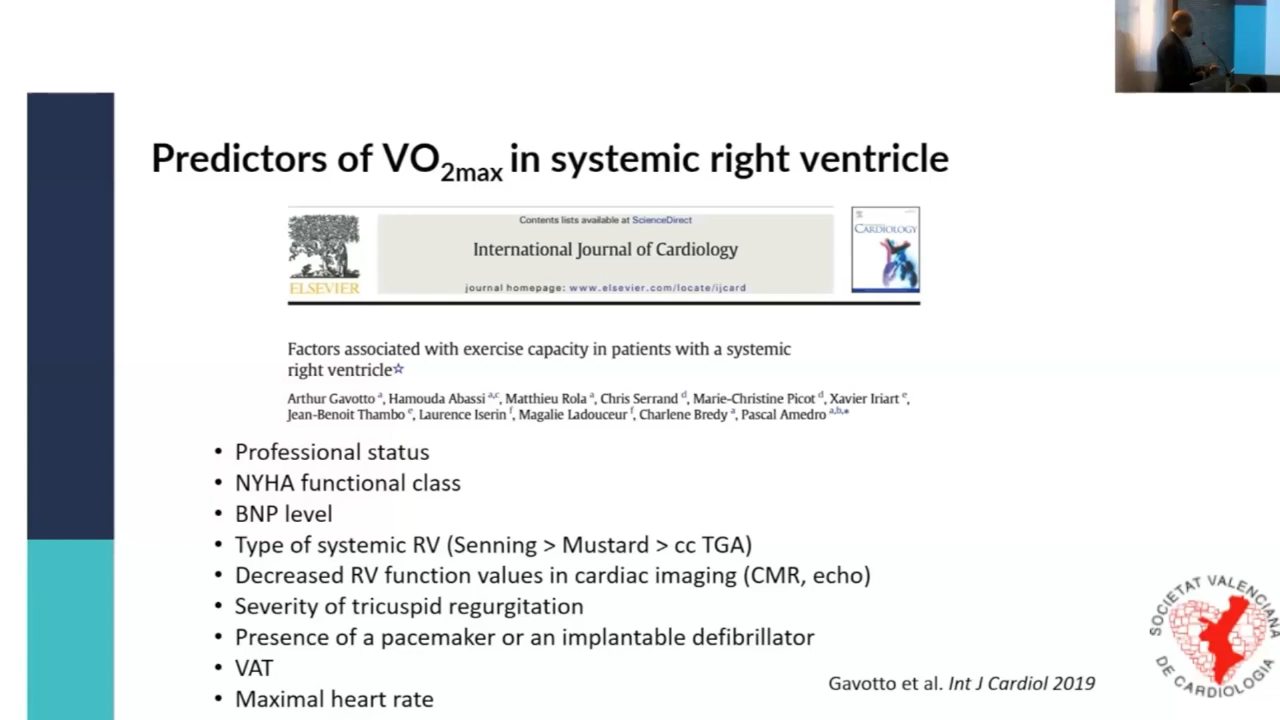 Predictors of VO2max in systemic right ventricle
Contents lists available at ScienceDirect
International Journal of Cardiology
journal homepage: www.elsevier.com/locate/ijcard
ELSEVIER
CARDIOLOGY
Factors associated with exercise capacity in patients with a systemic
right ventricle☆
Arthur Gavotto a, Hamouda Abassi a,c, Matthieu Rola a, Chris Serrand d, Marie-Christine Picot d, Xavier Iriart e,
Jean-Benoit Thambo e, Laurence Iserin f, Magalie Ladouceur f, Charlene Bredy a, Pascal Amedro a,b,*
• Professional status
• NYHA functional class
• BNP level
• Type of systemic RV (Senning > Mustard > cc TGA)
• Decreased RV function values in cardiac imaging (CMR, echo)
• Severity of tricuspid regurgitation
• Presence of a pacemaker or an implantable defibrillator
• VAT
• Maximal heart rate
Gavotto et al. Int J Cardiol 2019
SOCIETAT VALENCIANA
DE CARDIOLOGIA